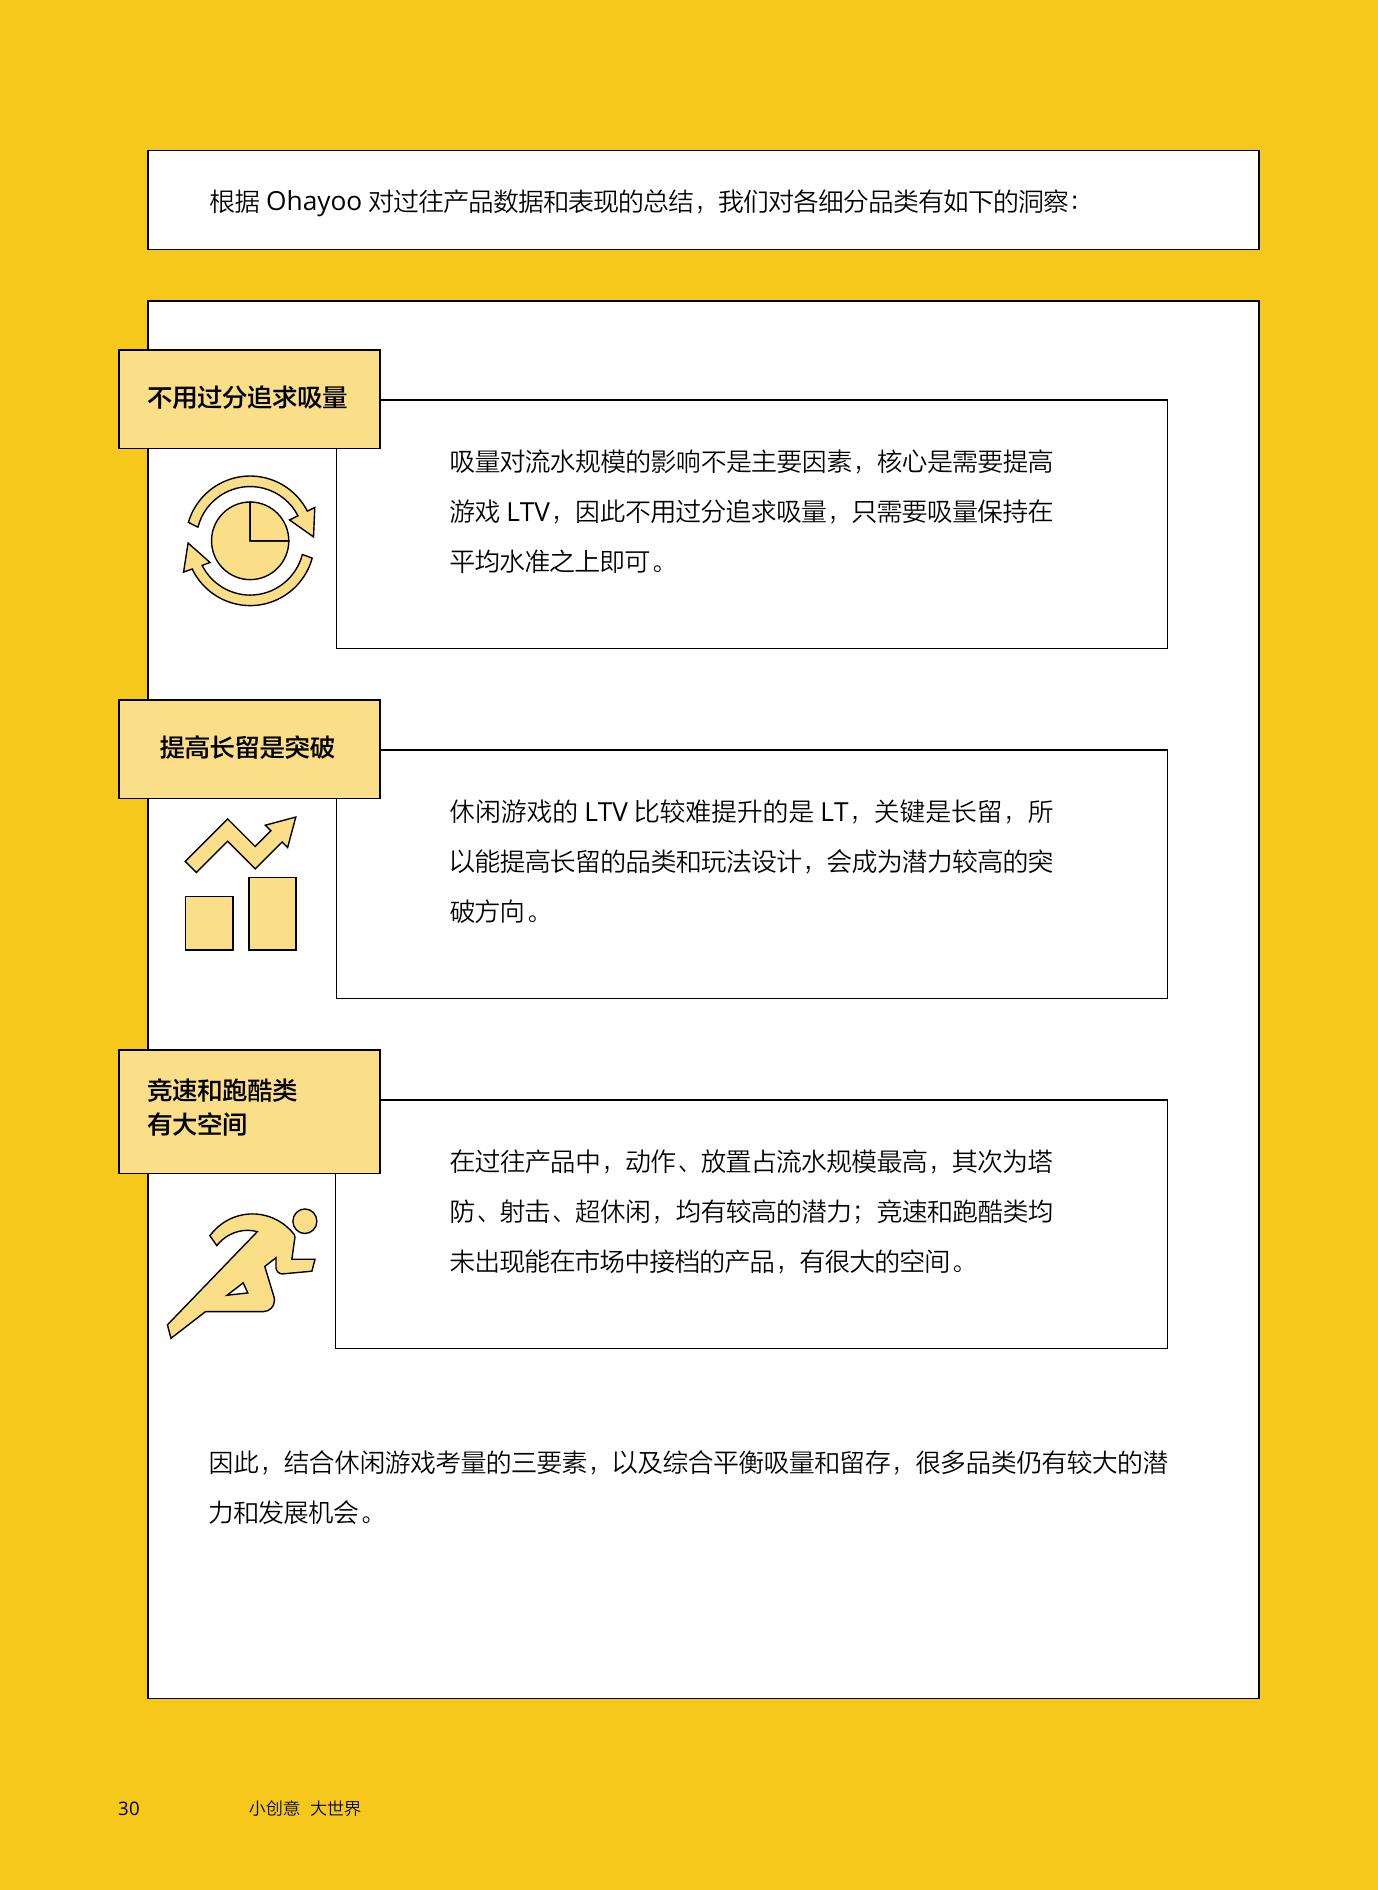 根据 Ohayoo 对过往产品数据和表现的总结，我们对各细分品类有如下的洞察：
不用过分追求吸量
吸量对流水规模的影响不是主要因素，核心是需要提高
游戏 LTV，因此不用过分追求吸量，只需要吸量保持在
平均水准之上即可。
提高长留是突破
休闲游戏的 LTV 比较难提升的是 LT，关键是长留，所
以能提高长留的品类和玩法设计，会成为潜力较高的突
破方向。
竞速和跑酷类
有大空间
在过往产品中，动作、放置占流水规模最高，其次为塔
防、射击、超休闲，均有较高的潜力；竞速和跑酷类均
未出现能在市场中接档的产品，有很大的空间。
因此，结合休闲游戏考量的三要素，以及综合平衡吸量和留存，很多品类仍有较大的潜
力和发展机会。
30 小创意 大世界